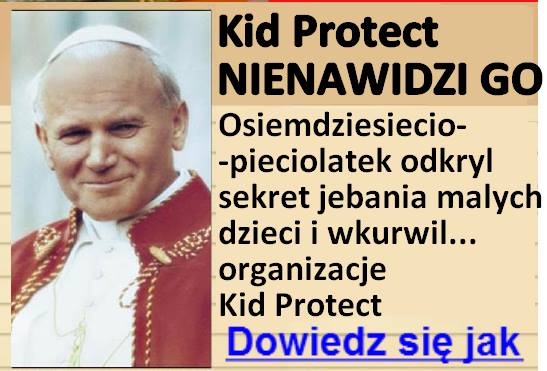 Kid Protect
NIENAWIDZI GO
Osiemdziesiecio-
-pieciolatek odkryl
sekret jebania malych
dzieci i wkurwil...
organizacje
Kid Protect
Dowiedz się jak